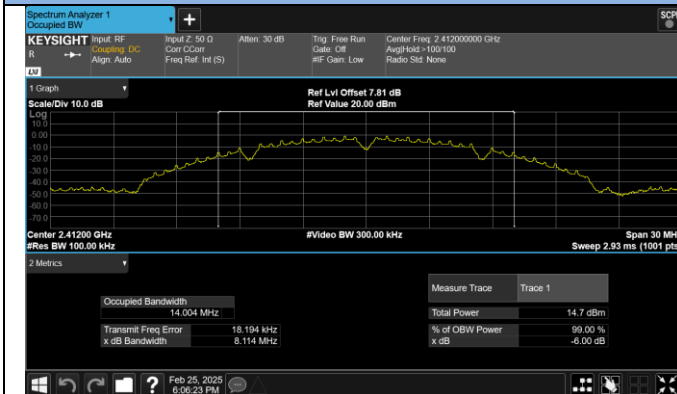 Spectrum Analyzer 1
Occupied BW
SCPI
KEYSIGHT Input: RF Input Z: 50 Ω Atten: 30 dB Trig: Free Run Center Freq: 2.412000000 GHz
R Coupling: DC Corr CCorr Gate: Off Avg|Hold:>100/100
Align: Auto Freq Ref: Int (S) #IF Gain: Low Radio Std: None
LXI
1 Graph
Ref Lvl Offset 7.81 dB
Scale/Div 10.0 dB Ref Value 20.00 dBm
Log
10.0
0.00
-10.0
-20.0
-30.0
-40.0
-50.0
-60.0
-70.0
Center 2.41200 GHz #Video BW 300.00 kHz Span 30 MH
#Res BW 100.00 kHz Sweep 2.93 ms (1001 pts
2 Metrics
Measure Trace Trace 1
Occupied Bandwidth
14.004 MHz Total Power 14.7 dBm
Transmit Freq Error 18.194 kHz % of OBW Power 99.00 %
x dB Bandwidth 8.114 MHz x dB -6.00 dB
? Feb 25, 2025
6:06:23 PM